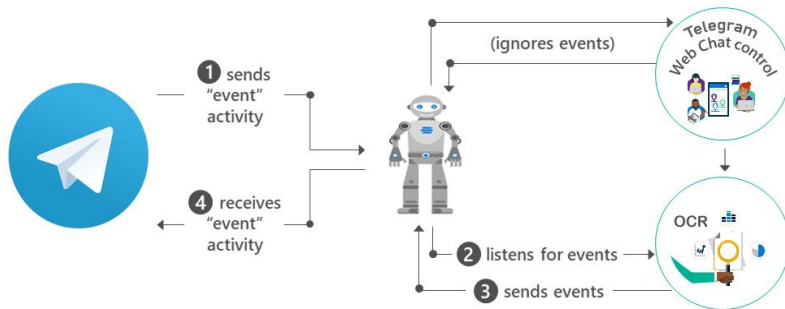 1 sends
“event”
activity
4 receives
“event”
activity
(ignores events)
Telegram
Web Chat control
OCR
2 listens for events
3 sends events